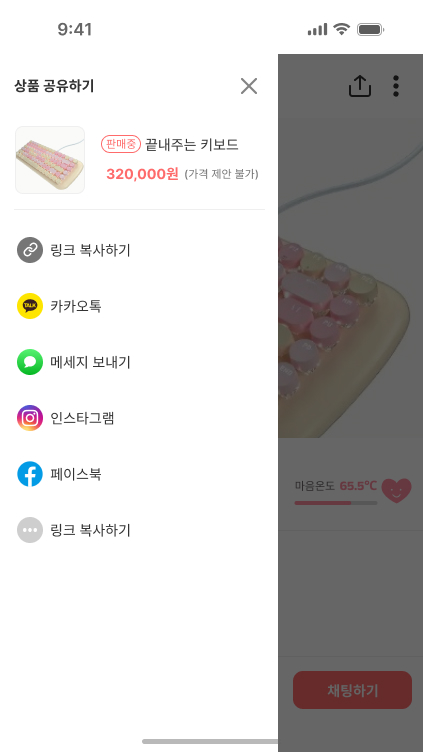 9:41
상품 공유하기
판매중 끝내주는 키보드
320,000원 (가격 제안 불가)
링크 복사하기
TALK
카카오톡
메세지 보내기
인스타그램
페이스북
링크 복사하기
마음온도 65.5°C
채팅하기